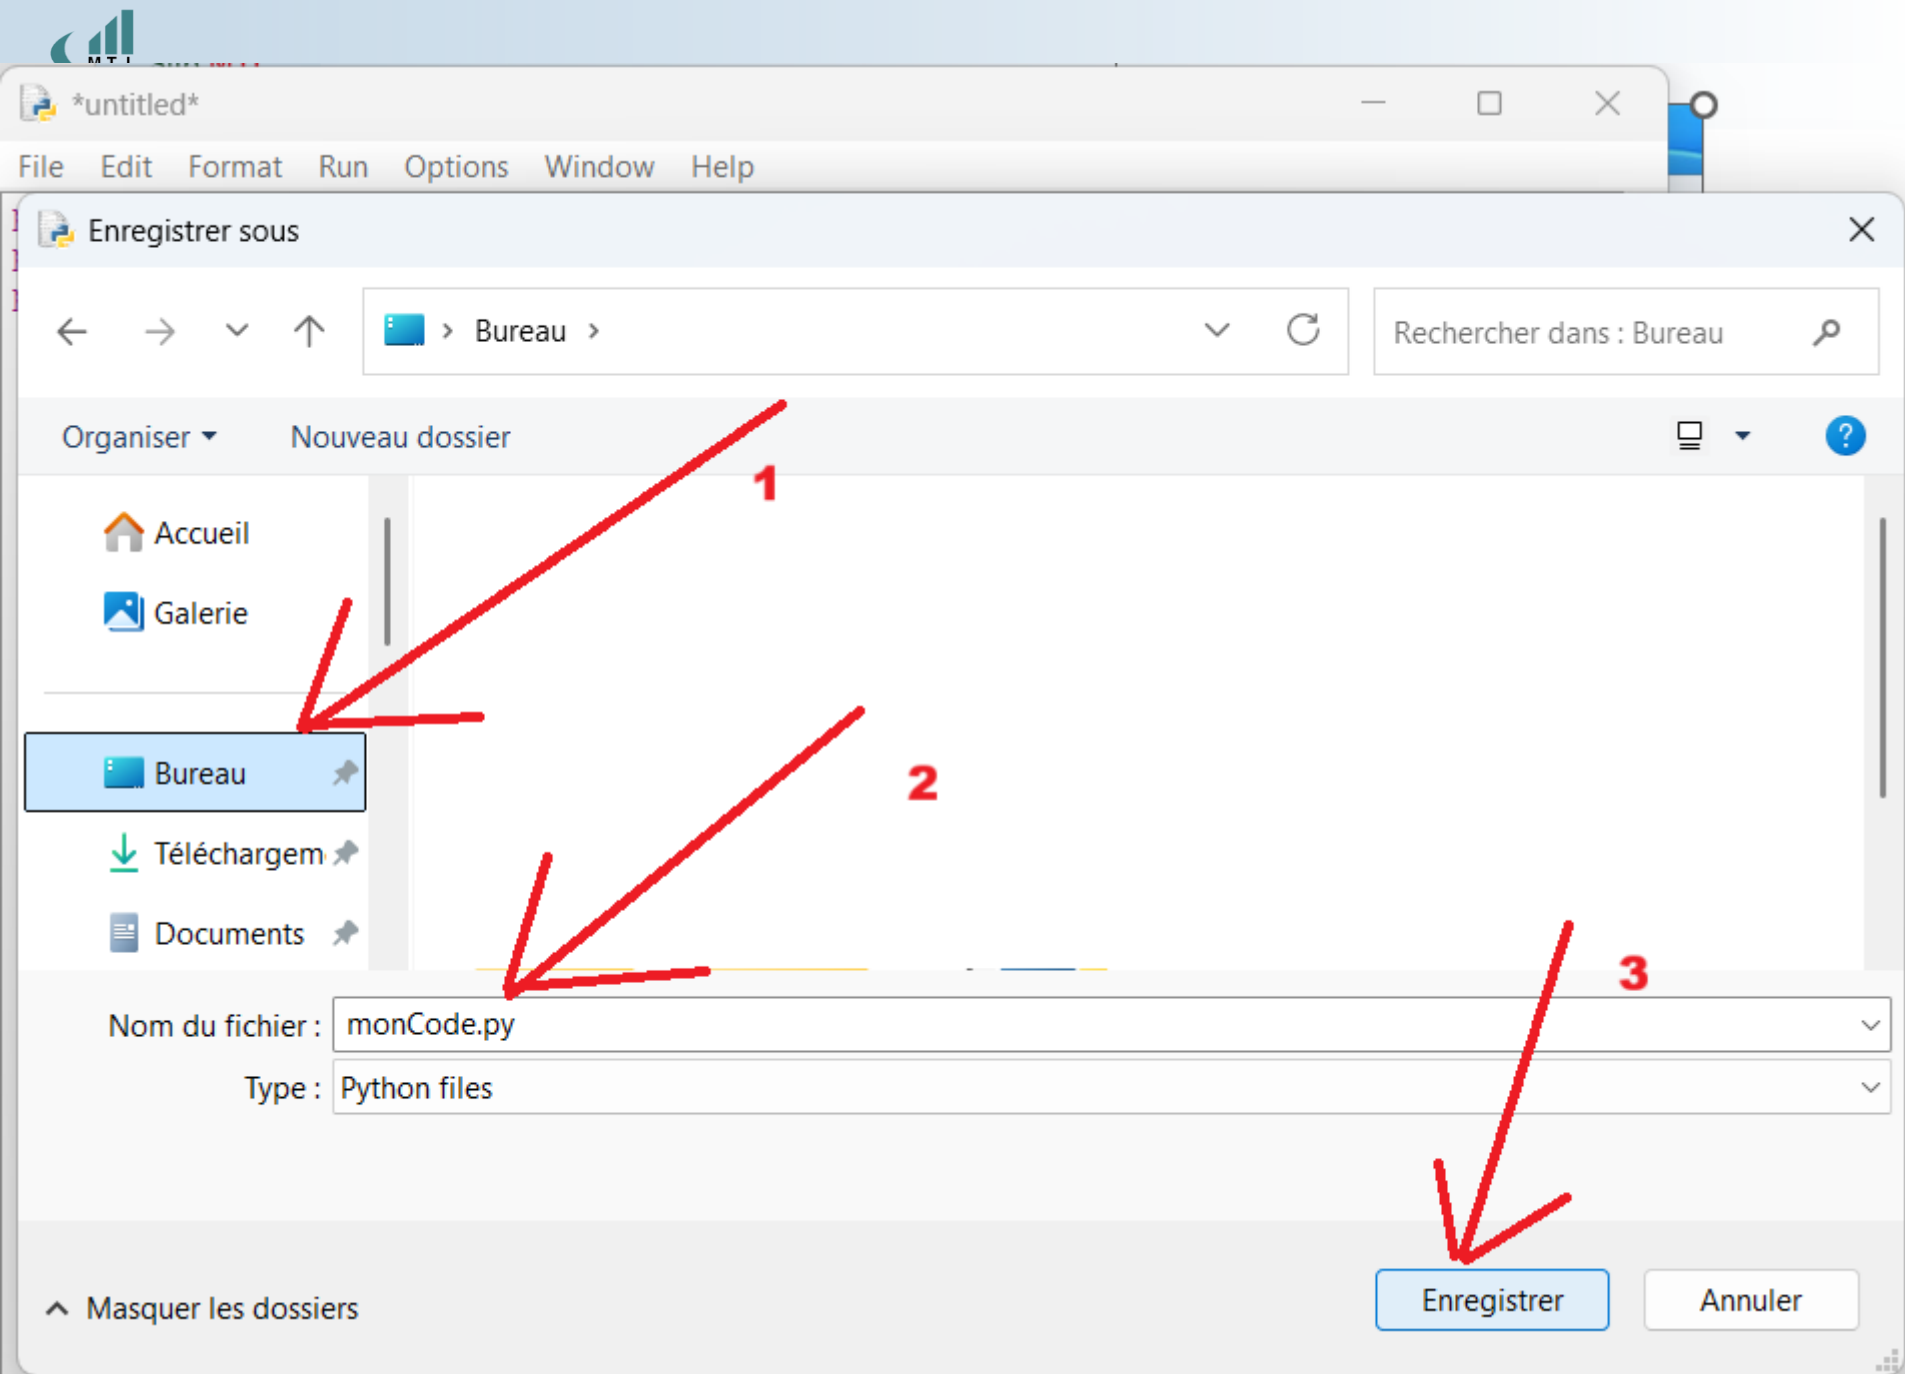 *untitled*
File Edit Format Run Options Window Help
Enregistrer sous
Bureau
Rechercher dans : Bureau
Organiser Nouveau dossier
1
Accueil
Galerie
Bureau
2
Téléchargem
Documents
3
Nom du fichier : monCode.py
Type : Python files
Masquer les dossiers
Enregistrer Annuler